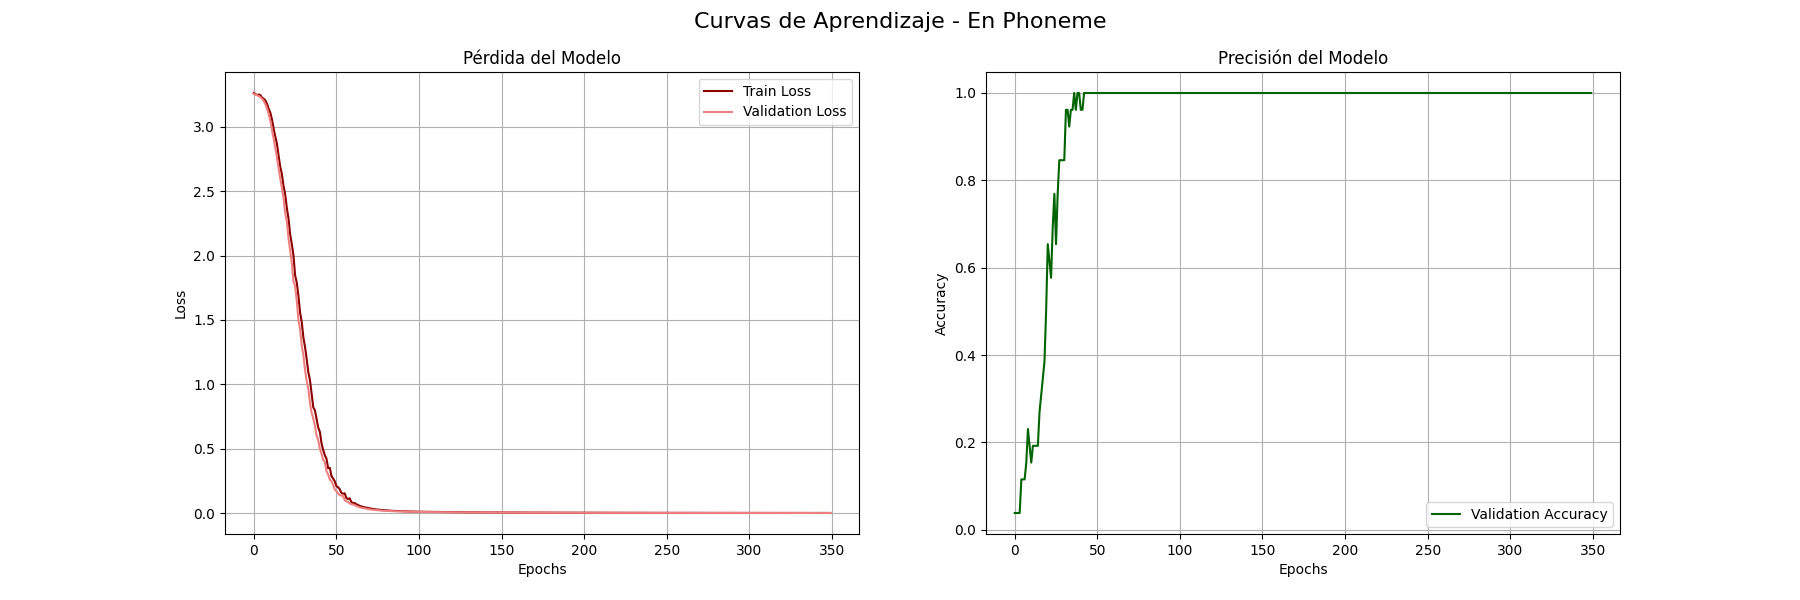 Curvas de Aprendizaje - En Phoneme
Pérdida del Modelo
Train Loss
Validation Loss
Loss
3.0
2.5
2.0
1.5
1.0
0.5
0.0
0 50 100 150 200 250 300 350
Epochs
Precisión del Modelo
Accuracy
1.0
0.8
0.6
0.4
0.2
0.0
Validation Accuracy
0 50 100 150 200 250 300 350
Epochs